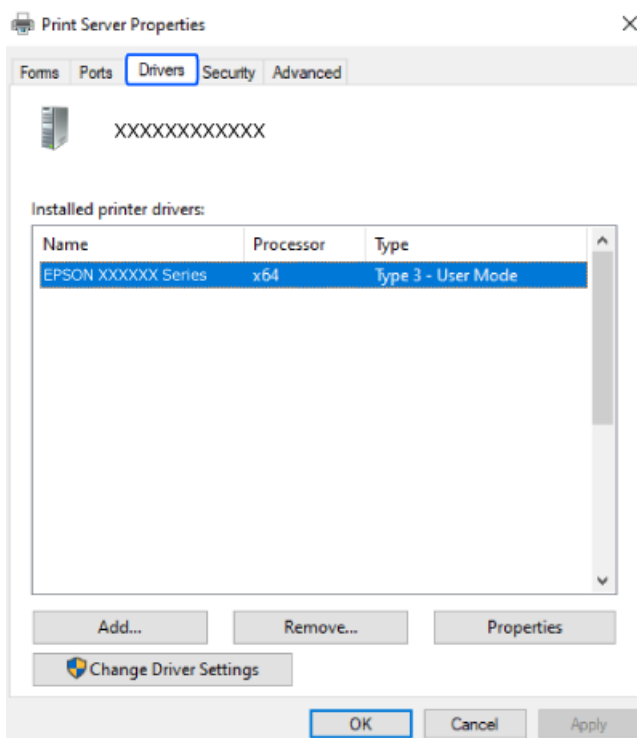 Print Server Properties
Forms Ports Drivers Security Advanced
XXXXXXXXXXXX
Installed printer drivers:
Name Processor Type
EPSON XXXXXX Series x64 Type 3 - User Mode
Add... Remove... Properties
Change Driver Settings
OK Cancel Apply